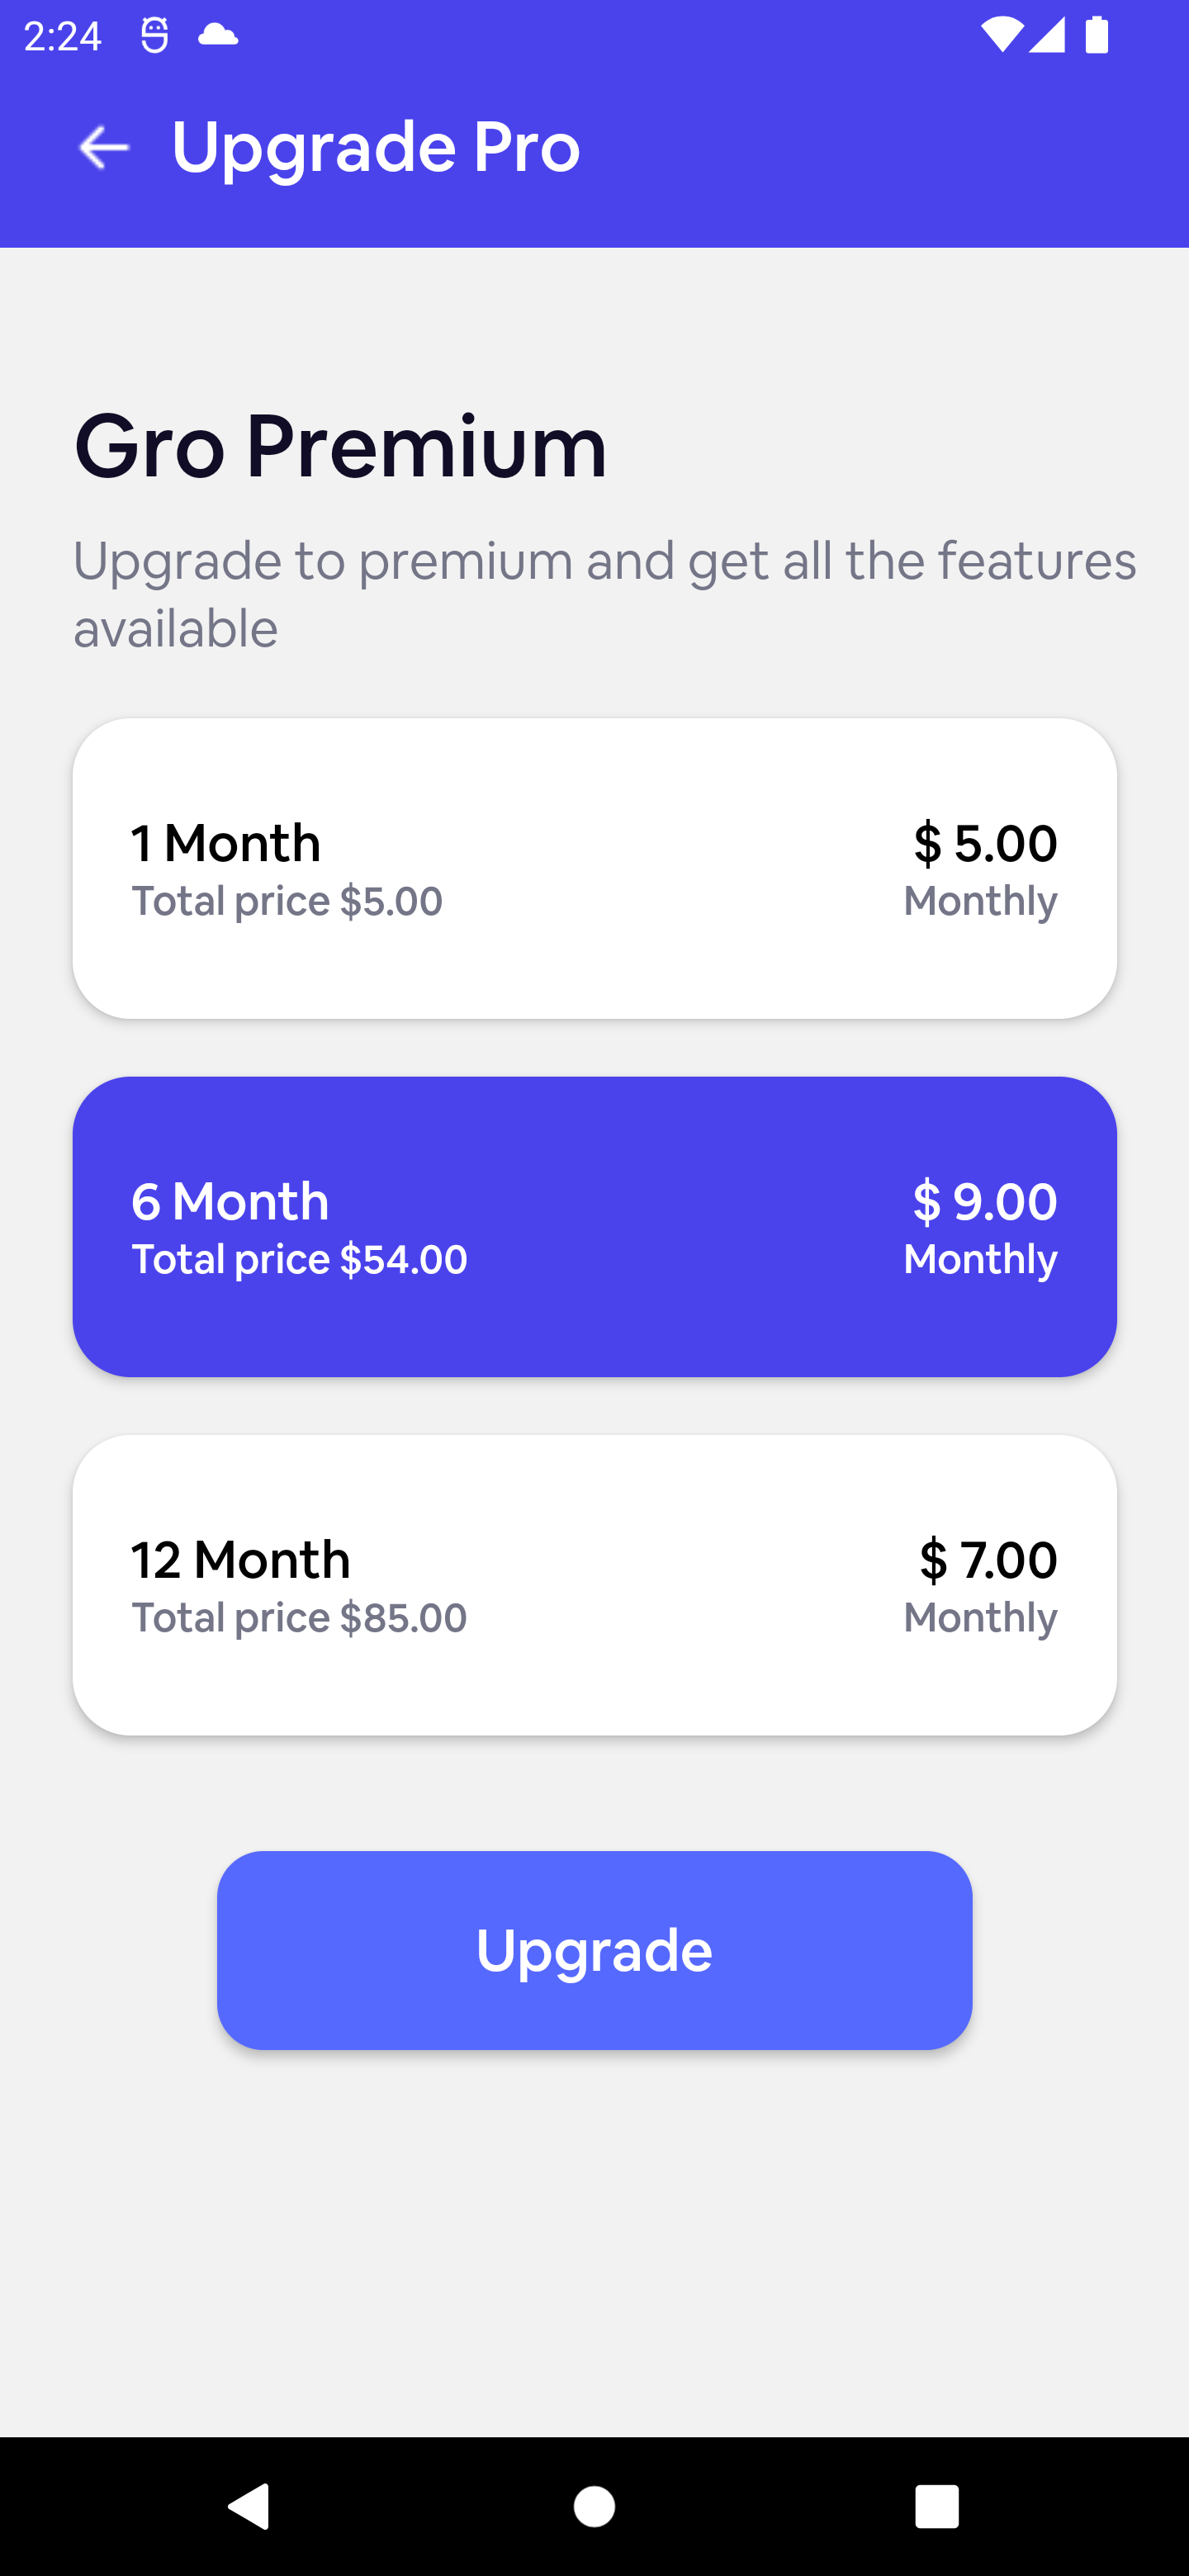 2:24
Upgrade Pro
Gro Premium
Upgrade to premium and get all the features
available
1 Month
$ 5.00
Total price $5.00
Monthly
6 Month
$ 9.00
Total price $54.00
Monthly
12 Month
$ 7.00
Total price $85.00
Monthly
Upgrade